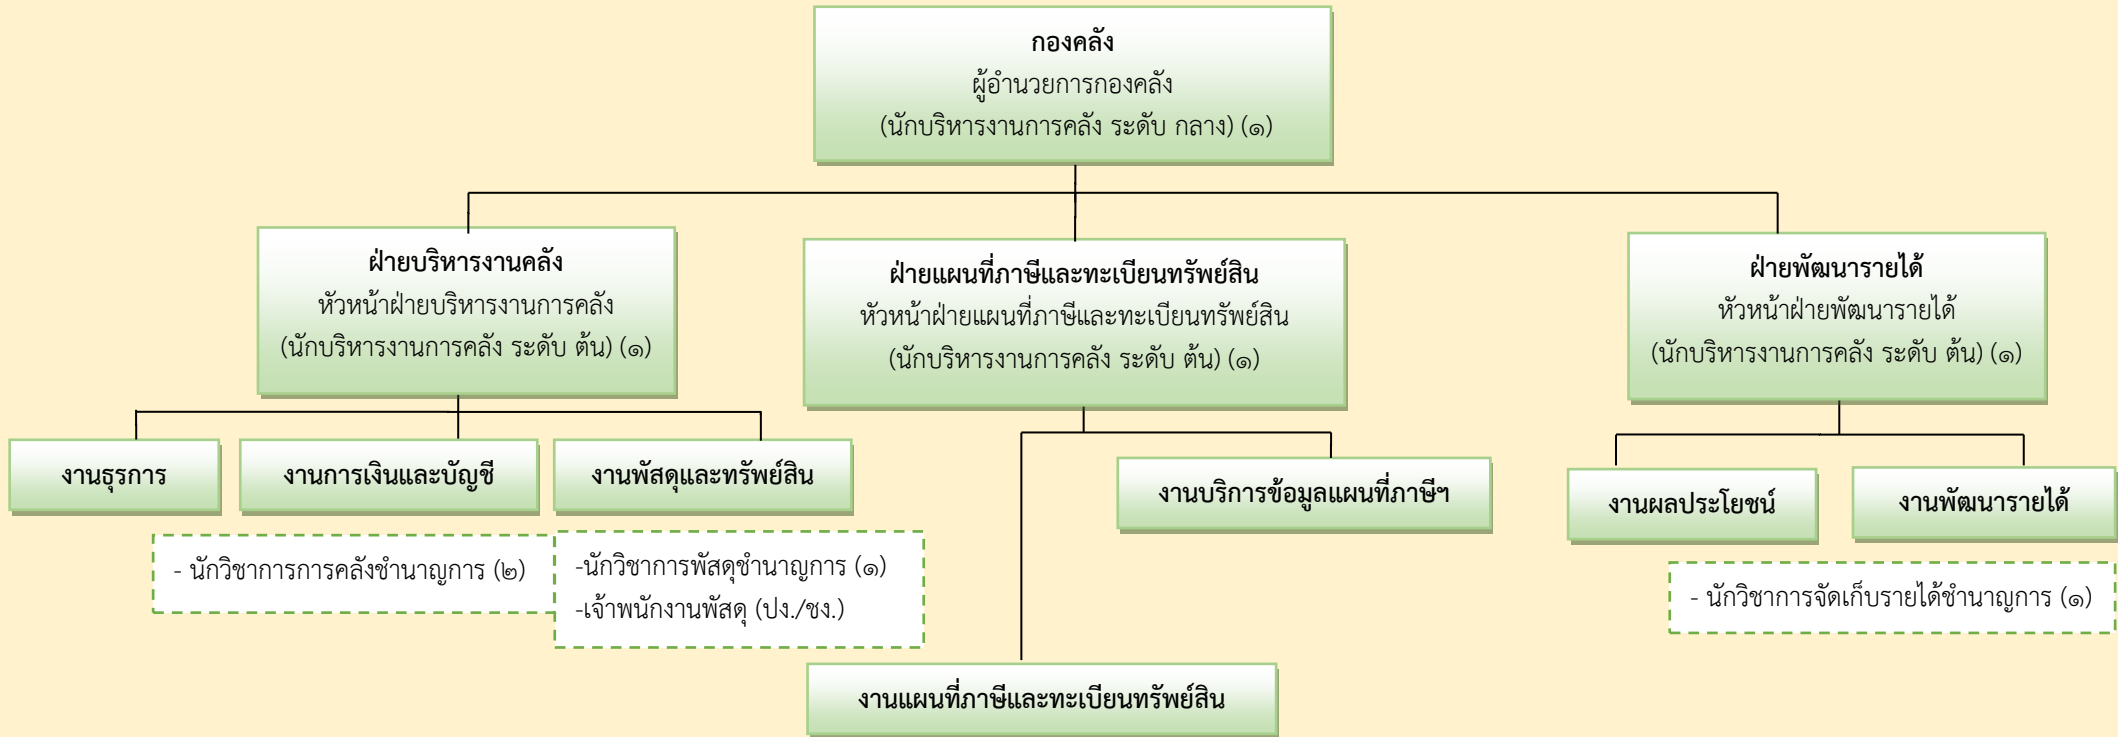 กองคลัง
ผู้อำนวยการกองคลัง
(นักบริหารงานการคลัง ระดับ กลาง) (๑)
ฝ่ายบริหารงานคลัง
หัวหน้าฝ่ายบริหารงานการคลัง
(นักบริหารงานการคลัง ระดับ ต้น) (๑)
ฝ่ายแผนที่ภาษีและทะเบียนทรัพย์สิน
หัวหน้าฝ่ายแผนที่ภาษีและทะเบียนทรัพย์สิน
(นักบริหารงานการคลัง ระดับ ต้น) (๑)
ฝ่ายพัฒนารายได้
หัวหน้าฝ่ายพัฒนารายได้
(นักบริหารงานการคลัง ระดับ ต้น) (๑)
งานธุรการ
งานการเงินและบัญชี
งานพัสดุและทรัพย์สิน
งานบริการข้อมูลแผนที่ภาษีฯ
งานผลประโยชน์
งานพัฒนารายได้
- นักวิชาการการคลังชำนาญการ (๒)
-นักวิชาการพัสดุชำนาญการ (๑)
-เจ้าพนักงานพัสดุ (ปง./ชง.)
- นักวิชาการจัดเก็บรายได้ชำนาญการ (๑)
งานแผนที่ภาษีและทะเบียนทรัพย์สิน